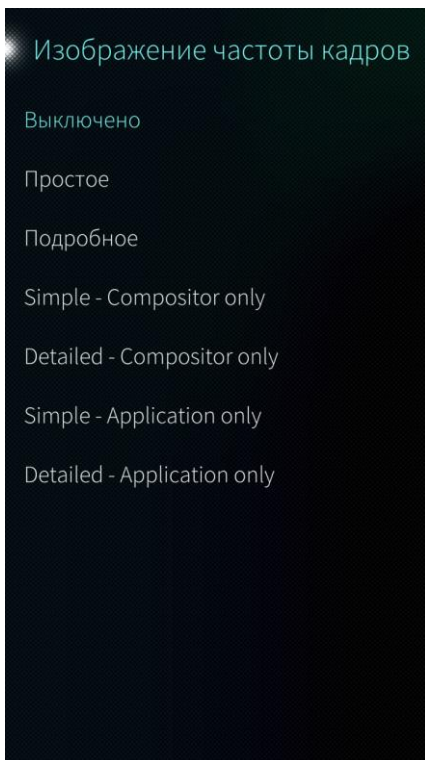 Изображение частоты кадров
Выключено
Простое
Подробное
Simple - Compositor only
Detailed - Compositor only
Simple - Application only
Detailed - Application only